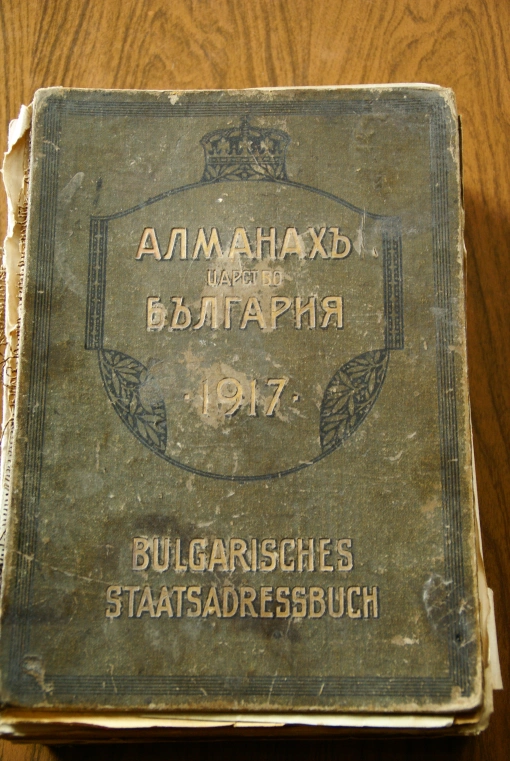 АЛМАНАХЪ
ЦАРСТВО
БЪЛГАРИЯ
·1917·
BULGARISCHES
STAATSADRESSBUCH